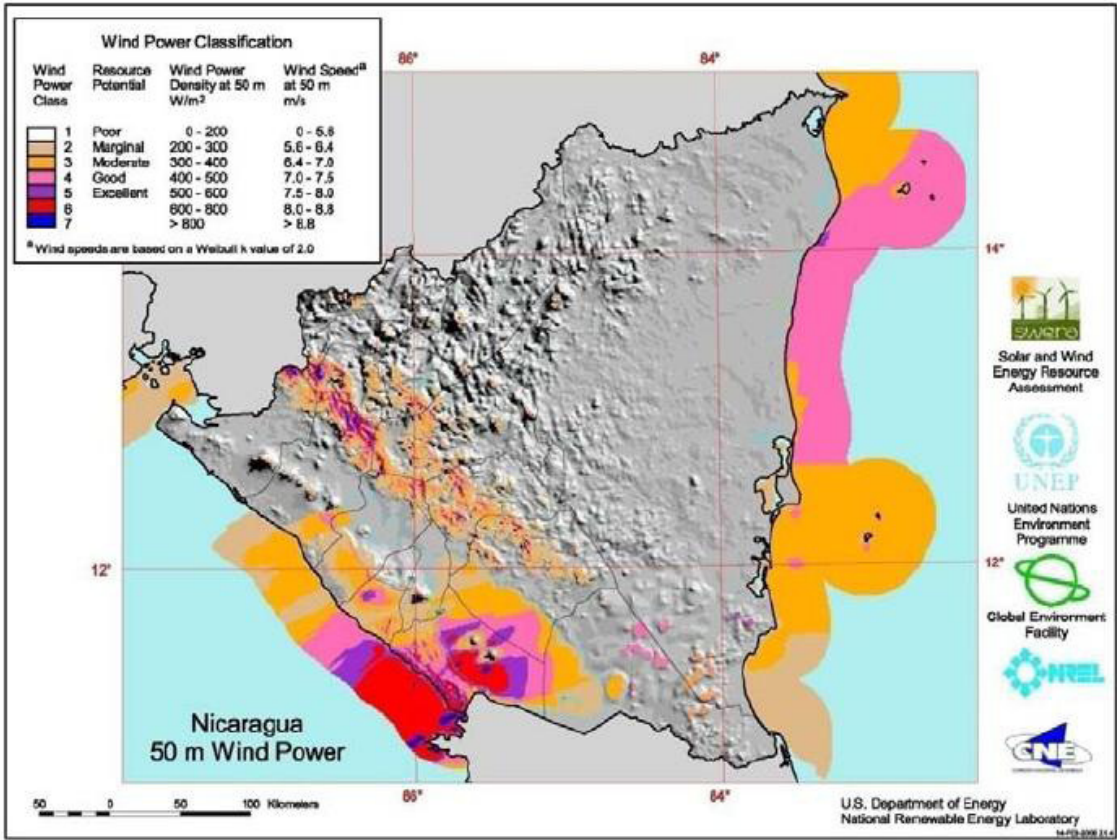 Wind Power Classification
Wind Power Class Resource Potential Wind Power Density at 50 m W/m² Wind Speedᵃ at 50 m m/s
1 Poor 0 - 200 0 - 5.6
2 Marginal 200 - 300 5.6 - 6.4
3 Moderate 300 - 400 6.4 - 7.0
4 Good 400 - 500 7.0 - 7.5
5 Excellent 500 - 600 7.5 - 8.0
6 600 - 800 8.0 - 8.8
7 > 800 > 8.8
ᵃ Wind speeds are based on a Weibull k value of 2.0
86° 84°
14°
swera
Solar and Wind
Energy Resource
Assessment
UNEP
United Nations
Environment
Programme
12° 12°
Global Environment
Facility
NREL
Nicaragua
50 m Wind Power
CNE
86° 84°
50 0 50 100 Kilometers
U.S. Department of Energy
National Renewable Energy Laboratory